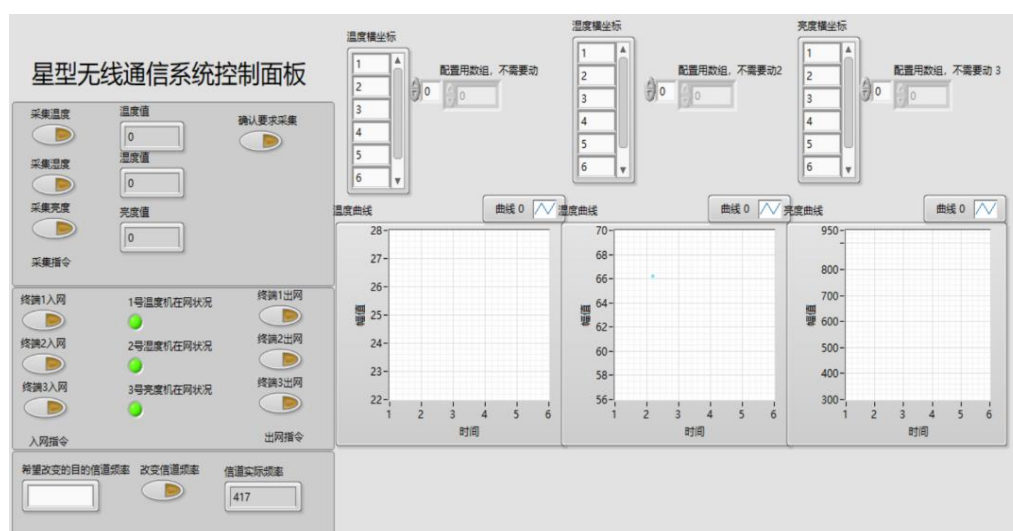 星型无线通信系统控制面板
采集温度
温度值
0
确认要求采集
采集湿度
湿度值
0
采集亮度
亮度值
0
采集指令
终端1入网
1号温度机在网状况
终端1出网
终端2入网
2号湿度机在网状况
终端2出网
终端3入网
3号亮度机在网状况
终端3出网
入网指令
出网指令
希望改变的目的信道频率
改变信道频率
信道实际频率
417
温度横坐标
1
2
3
4
5
6
0
配置用数组，不需要动
0
湿度横坐标
1
2
3
4
5
6
0
配置用数组，不需要动2
0
亮度横坐标
1
2
3
4
5
6
0
配置用数组，不需要动 3
0
温度曲线
曲线 0
28
27
26
25
24
23
22
幅值
1 2 3 4 5 6
时间
湿度曲线
曲线 0
70
68
66
64
62
60
58
56
幅值
1 2 3 4 5 6
时间
亮度曲线
曲线 0
950
800
700
600
500
400
300
幅值
1 2 3 4 5 6
时间